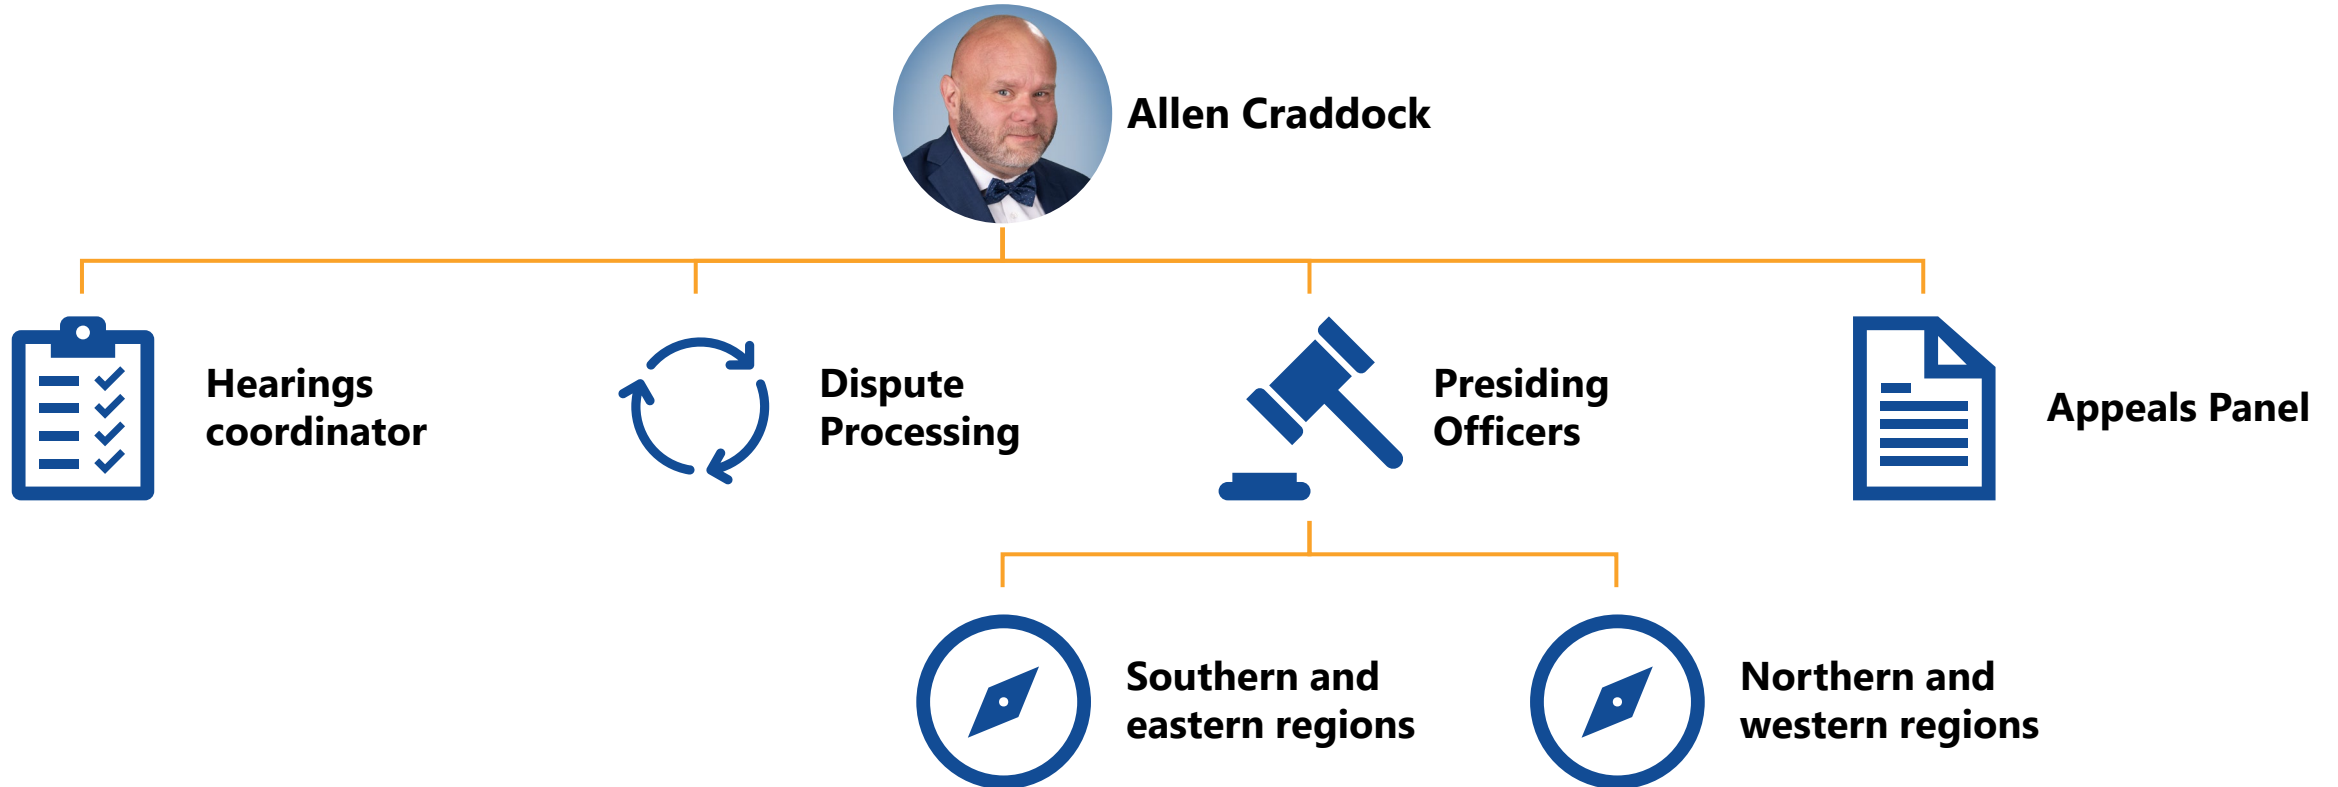 Allen Craddock
Hearings
coordinator
Dispute
Processing
Presiding
Officers
Appeals Panel
Southern and
eastern regions
Northern and
western regions